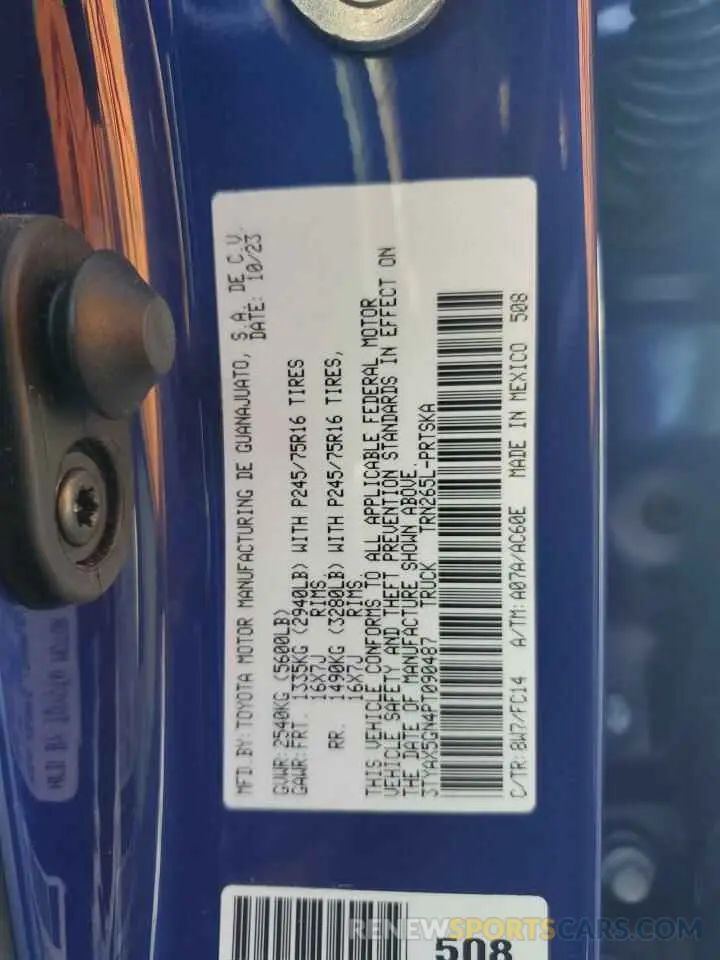 MFD.BY: TOYOTA MOTOR MANUFACTURING DE GUANAJUATO, S.A. DE C.V.
DATE: 10/23
GVWR: 2540KG (5600LB)
GAWR: FRT. 1335KG (2940LB) WITH P245/75R16 TIRES
16X7J RIMS.
RR. 1490KG (3280LB) WITH P245/75R16 TIRES,
16X7J RIMS.
THIS VEHICLE CONFORMS TO ALL APPLICABLE FEDERAL MOTOR
VEHICLE SAFETY AND THEFT PREVENTION STANDARDS IN EFFECT ON
THE DATE OF MANUFACTURE SHOWN ABOVE.
3TYAX5GN4PT090487 TRUCK TRN265L-PRTSKA
C/TR: 8W7/FC14 A/TM: A07A/AC60E MADE IN MEXICO 508
508
RENEWSPORTSCARS.COM